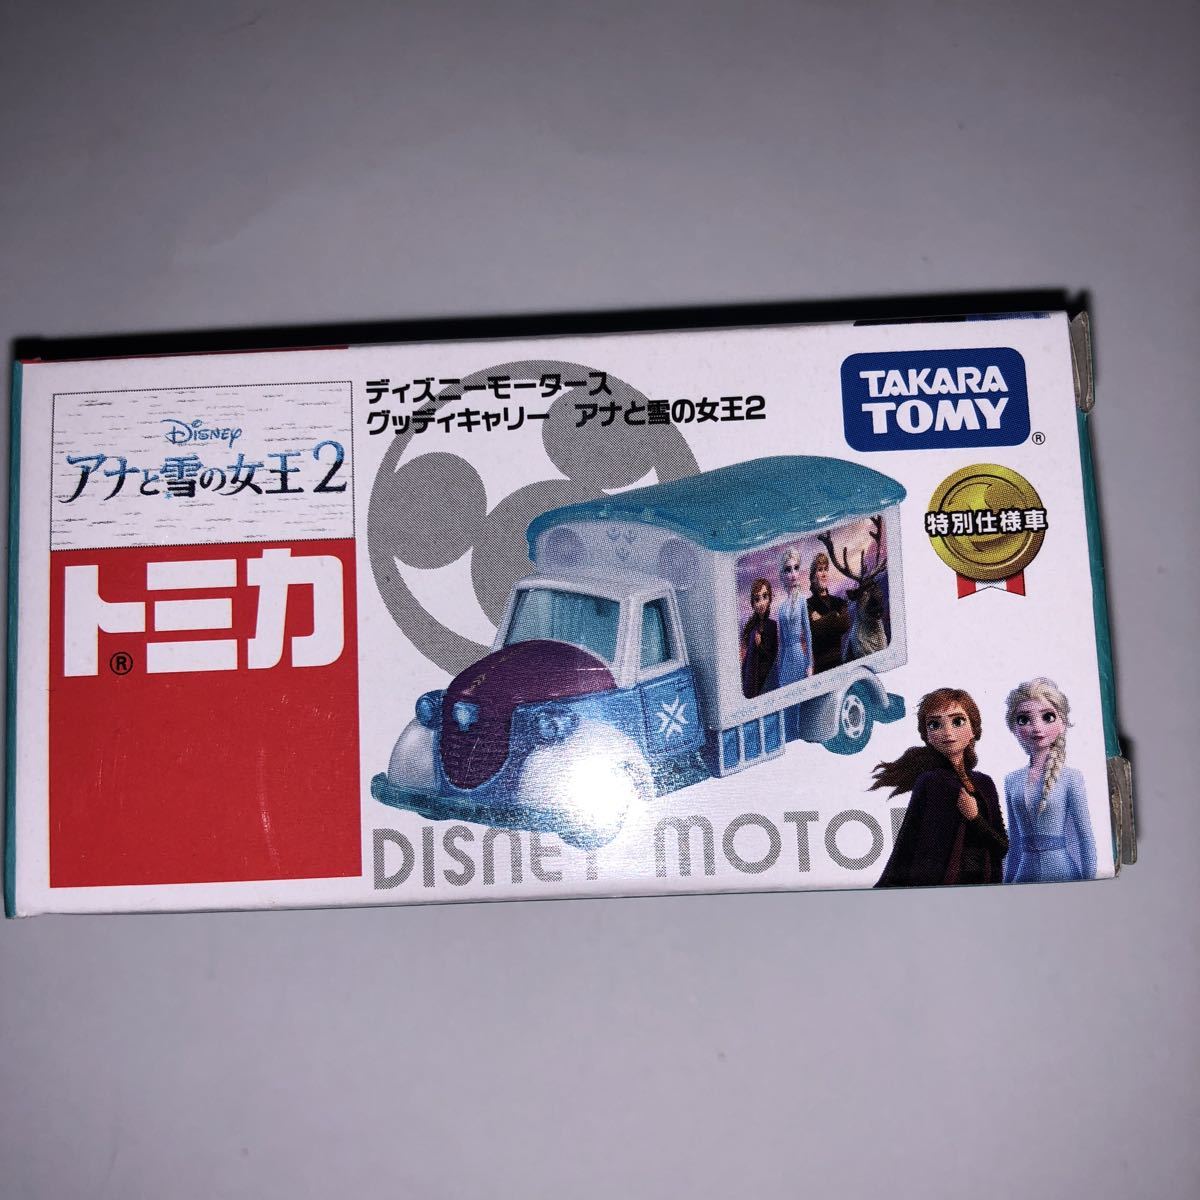 DISNEY
アナと雪の女王2
トミカ®
ディズニーモータース
グッディキャリー アナと雪の女王2
TAKARA
TOMY®
特別仕様車
DISNEY MOTO